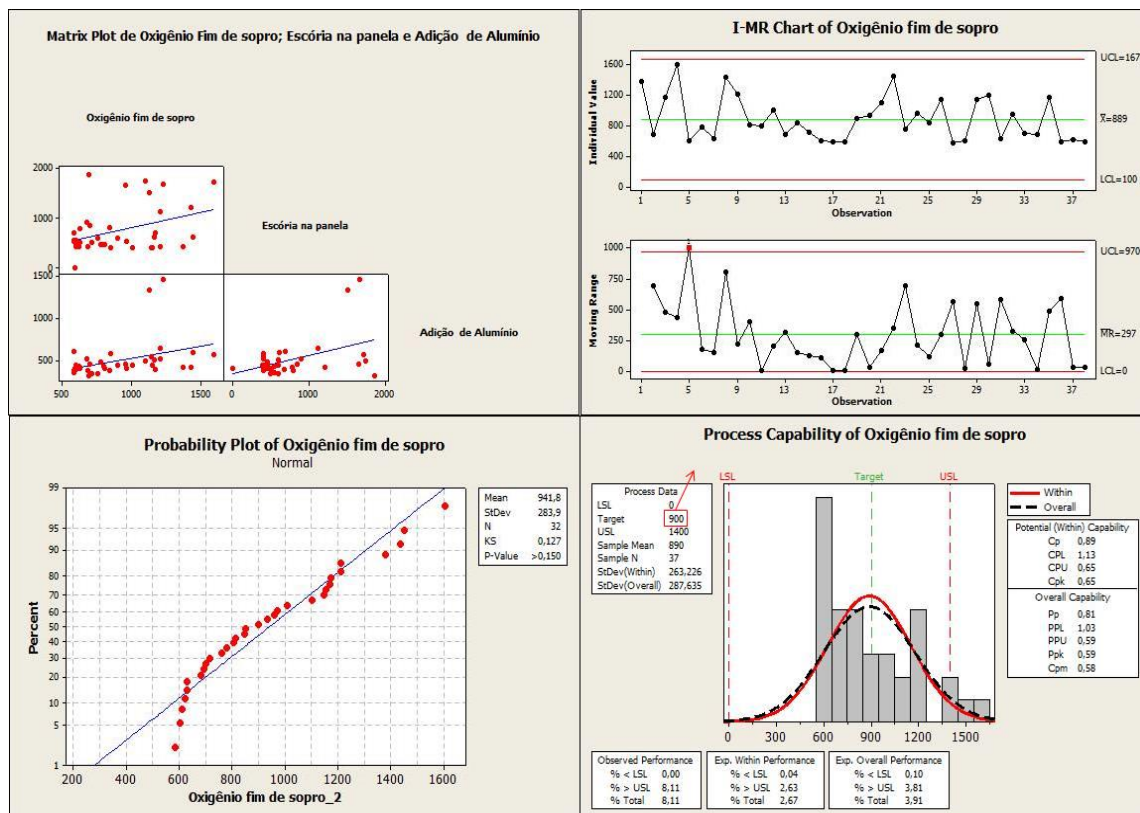 Matrix Plot de Oxigênio Fim de sopro; Escória na panela e Adição de Alumínio
Oxigênio fim de sopro
2000
1000
0
Escória na panela
1500
1000
500
Adição de Alumínio
500 1000 1500 0 1000 2000
I-MR Chart of Oxigênio fim de sopro
Individual Value
1600
1200
800
400
0
UCL=167
X=889
LCL=100
1 5 9 13 17 21 25 29 33 37
Observation
Moving Range
1000
750
500
250
0
1
UCL=970
MR=297
LCL=0
1 5 9 13 17 21 25 29 33 37
Observation
Probability Plot of Oxigênio fim de sopro
Normal
Percent
99
95
90
80
70
60
50
40
30
20
10
5
1
200 400 600 800 1000 1200 1400 1600
Oxigênio fim de sopro_2
Mean 941,8
StDev 283,9
N 32
KS 0,127
P-Value >0,150
Process Capability of Oxigênio fim de sopro
LSL Target USL
Process Data
LSL 0
Target 900
USL 1400
Sample Mean 890
Sample N 37
StDev(Within) 263,226
StDev(Overall) 287,635
Within
Overall
Potential (Within) Capability
Cp 0,89
CPL 1,13
CPU 0,65
Cpk 0,65
Overall Capability
Pp 0,81
PPL 1,03
PPU 0,59
Ppk 0,59
Cpm 0,58
0 300 600 900 1200 1500
Observed Performance
% < LSL 0,00
% > USL 8,11
% Total 8,11
Exp. Within Performance
% < LSL 0,04
% > USL 2,63
% Total 2,67
Exp. Overall Performance
% < LSL 0,10
% > USL 3,81
% Total 3,91